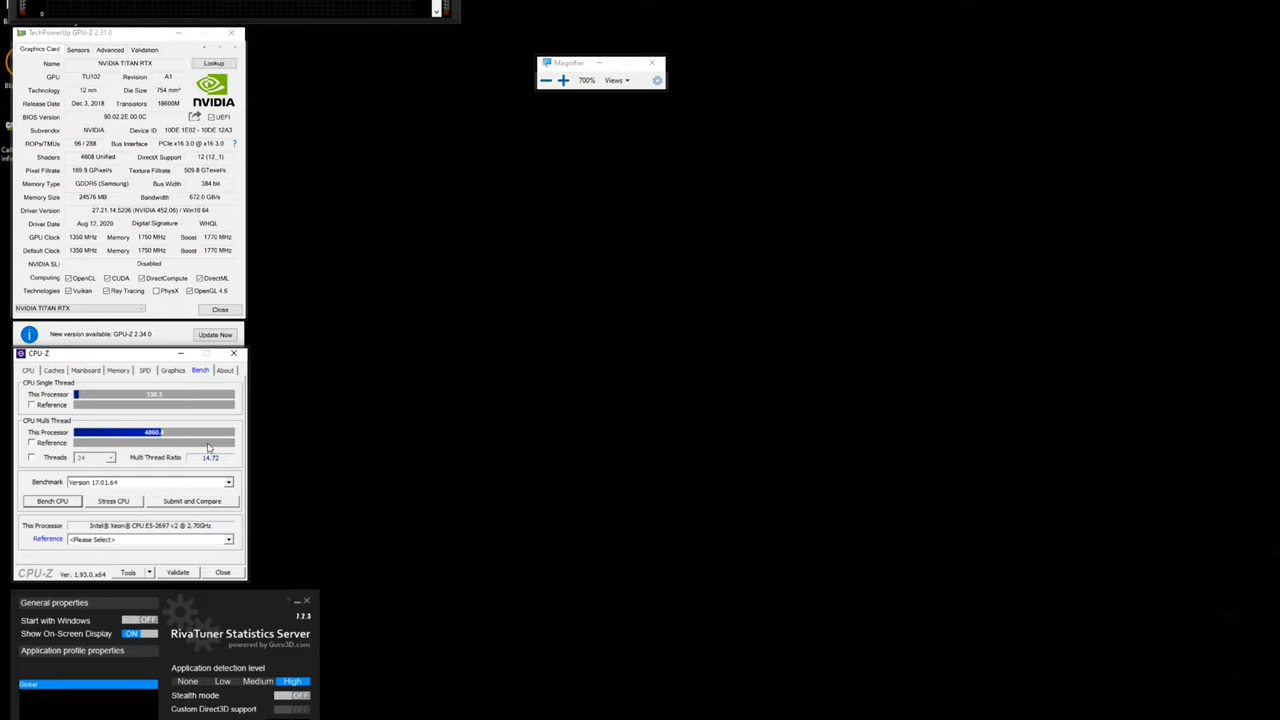 0
TechPowerUp GPU-Z 2.31.0
Graphics Card Sensors Advanced Validation
Name NVIDIA TITAN RTX Lookup
GPU TU102 Revision A1
Technology 12 nm Die Size 754 mm²
Release Date Dec 3, 2018 Transistors 18600M
NVIDIA
BIOS Version 90.02.2E.00.0C UEFI
Subvendor NVIDIA Device ID 10DE 1E02 - 10DE 12A3
ROPs/TMUs 96 / 288 Bus Interface PCIe x16 3.0 @ x16 3.0 ?
Shaders 4608 Unified DirectX Support 12 (12_1)
Pixel Fillrate 169.9 GPixel/s Texture Fillrate 509.8 GTexel/s
Memory Type GDDR6 (Samsung) Bus Width 384 bit
Memory Size 24576 MB Bandwidth 672.0 GB/s
Driver Version 27.21.14.5206 (NVIDIA 452.06) / Win10 64
Driver Date Aug 12, 2020 Digital Signature WHQL
GPU Clock 1350 MHz Memory 1750 MHz Boost 1770 MHz
Default Clock 1350 MHz Memory 1750 MHz Boost 1770 MHz
NVIDIA SLI Disabled
Computing OpenCL CUDA DirectCompute DirectML
Technologies Vulkan Ray Tracing PhysX OpenGL 4.6
NVIDIA TITAN RTX Close
New version available: GPU-Z 2.34.0 Update Now
CPU-Z
CPU Caches Mainboard Memory SPD Graphics Bench About
CPU Single Thread
This Processor
Reference
CPU Multi Thread
This Processor
Reference
Threads 24 Multi Thread Ratio 14.72
Benchmark Version 17.01.64
Bench CPU Stress CPU Submit and Compare
This Processor Intel® Xeon® CPU E5-2697 v2 @ 2.70GHz
Reference <Please Select>
CPU-Z Ver. 1.93.0.x64 Tools Validate Close
Magnifier
700% Views
General properties
Start with Windows OFF
Show On-Screen Display ON
Application profile properties
Global
? 
7.2.3
RivaTuner Statistics Server
powered by Guru3D.com
Application detection level
None Low Medium High
Stealth mode OFF
Custom Direct3D support OFF